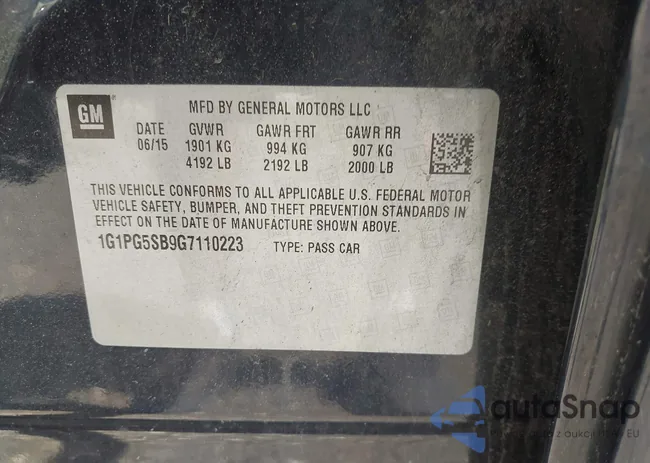 GM
MFD BY GENERAL MOTORS LLC
DATE GVWR GAWR FRT GAWR RR
06/15 1901 KG 994 KG 907 KG
4192 LB 2192 LB 2000 LB
THIS VEHICLE CONFORMS TO ALL APPLICABLE U.S. FEDERAL MOTOR
VEHICLE SAFETY, BUMPER, AND THEFT PREVENTION STANDARDS IN
EFFECT ON THE DATE OF MANUFACTURE SHOWN ABOVE.
1G1PG5SB9G7110223 TYPE: PASS CAR
autoSnap
auta z aukcji